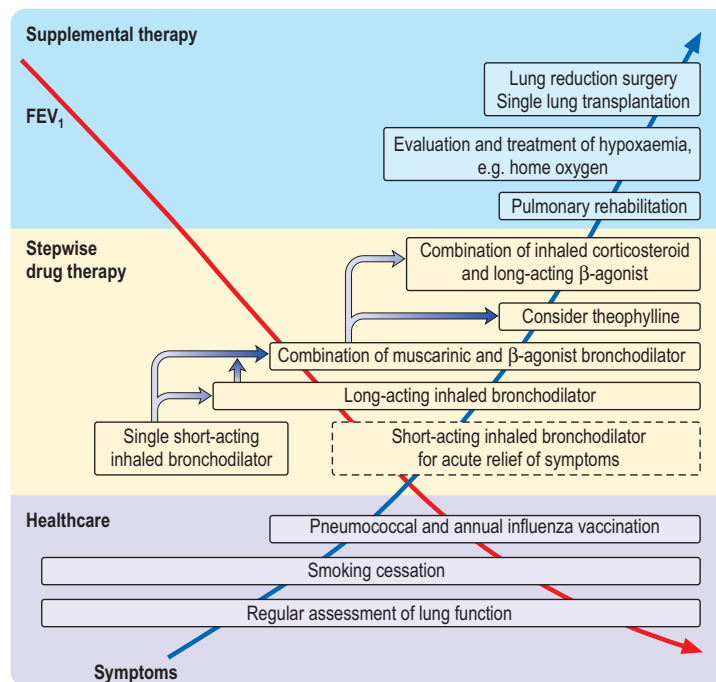 Supplemental therapy
Lung reduction surgery
Single lung transplantation
FEV₁
Evaluation and treatment of hypoxaemia,
e.g. home oxygen
Pulmonary rehabilitation
Stepwise
drug therapy
Combination of inhaled corticosteroid
and long-acting β-agonist
Consider theophylline
Combination of muscarinic and β-agonist bronchodilator
Long-acting inhaled bronchodilator
Single short-acting
inhaled bronchodilator
Short-acting inhaled bronchodilator
for acute relief of symptoms
Healthcare
Pneumococcal and annual influenza vaccination
Smoking cessation
Regular assessment of lung function
Symptoms